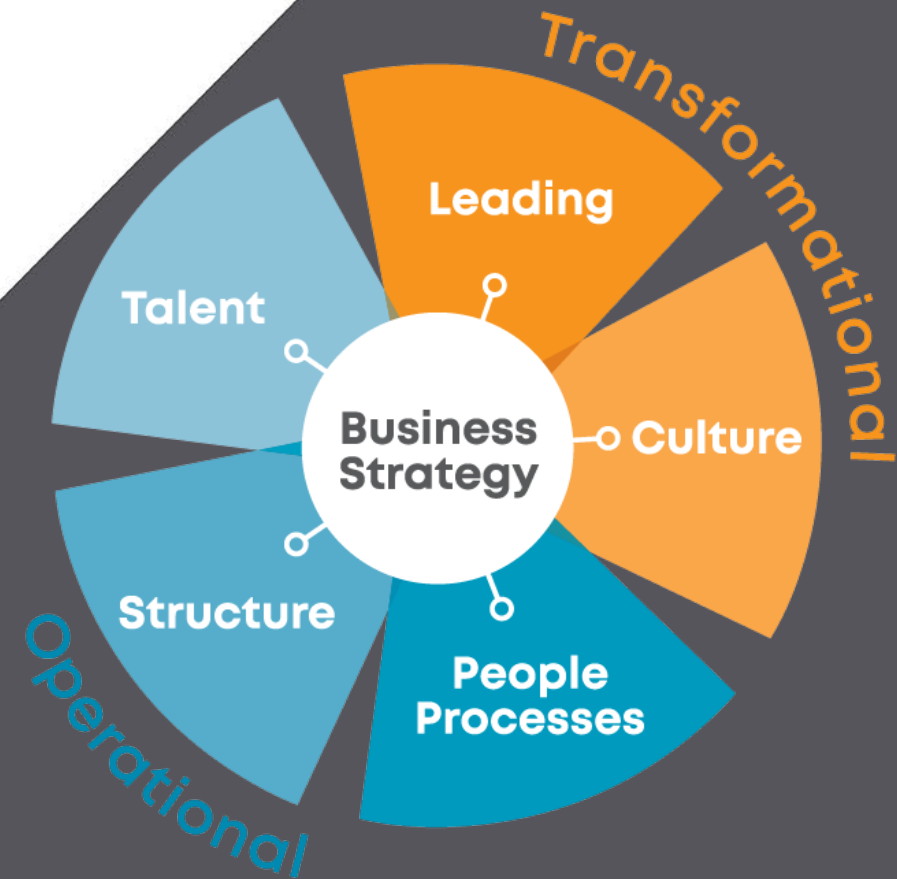 Transformational
Leading
Talent
Business
Strategy
Culture
Structure
People
Processes
Operational